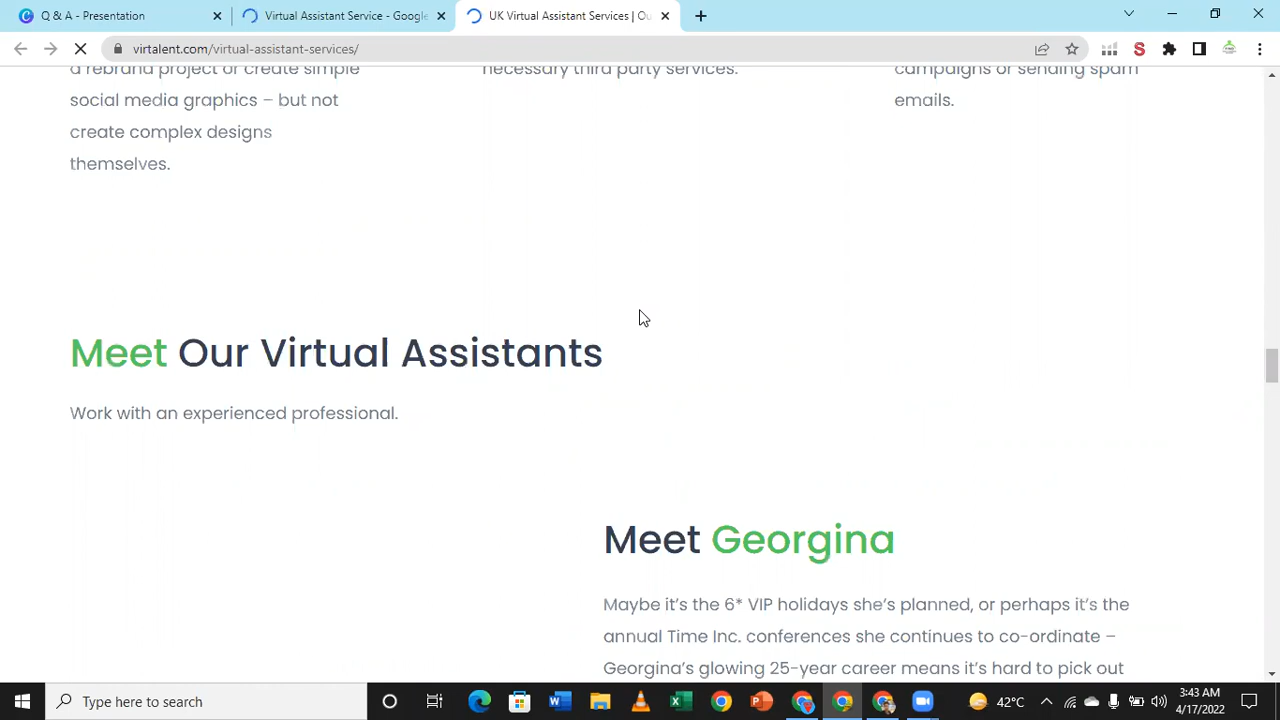 Q & A - Presentation
Virtual Assistant Service - Google
UK Virtual Assistant Services | Ou
virtalent.com/virtual-assistant-services/
a rebrand project or create simple
social media graphics – but not
create complex designs
themselves.
necessary third party services.
campaigns or sending spam
emails.
Meet Our Virtual Assistants
Work with an experienced professional.
Meet Georgina
Maybe it's the 6* VIP holidays she's planned, or perhaps it's the
annual Time Inc. conferences she continues to co-ordinate –
Georgina's glowing 25-year career means it's hard to pick out
Type here to search
42°C
3:43 AM
4/17/2022